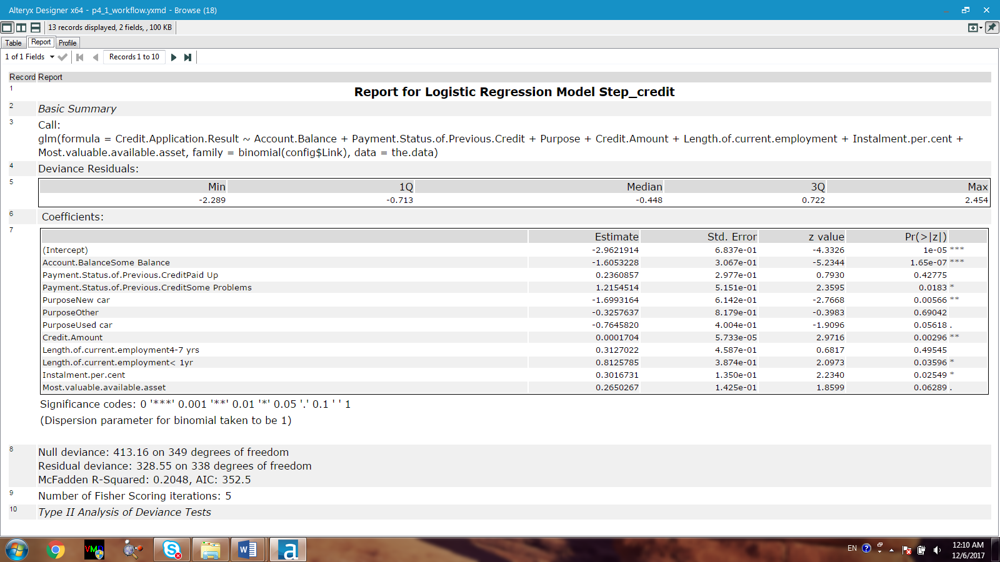 Alteryx Designer x64 - p4_1_workflow.yxmd - Browse (18)
13 records displayed, 2 fields, , 100 KB
Table Report Profile
1 of 1 Fields Records 1 to 10
Record Report
1 Report for Logistic Regression Model Step_credit
2 Basic Summary
3 Call:
glm(formula = Credit.Application.Result ~ Account.Balance + Payment.Status.of.Previous.Credit + Purpose + Credit.Amount + Length.of.current.employment + Instalment.per.cent +
Most.valuable.available.asset, family = binomial(config$Link), data = the.data)
4 Deviance Residuals:
5 Min 1Q Median 3Q Max
-2.289 -0.713 -0.448 0.722 2.454
6 Coefficients:
7 Estimate Std. Error z value Pr(>|z|)
(Intercept) -2.9621914 6.837e-01 -4.3326 1e-05 ***
Account.BalanceSome Balance -1.6053228 3.067e-01 -5.2344 1.65e-07 ***
Payment.Status.of.Previous.CreditPaid Up 0.2360857 2.977e-01 0.7930 0.42775
Payment.Status.of.Previous.CreditSome Problems 1.2154514 5.151e-01 2.3595 0.0183 *
PurposeNew car -1.6993164 6.142e-01 -2.7668 0.00566 **
PurposeOther -0.3257637 8.179e-01 -0.3983 0.69042
PurposeUsed car -0.7645820 4.004e-01 -1.9096 0.05618 .
Credit.Amount 0.0001704 5.733e-05 2.9716 0.00296 **
Length.of.current.employment4-7 yrs 0.3127022 4.587e-01 0.6817 0.49545
Length.of.current.employment< 1yr 0.8125785 3.874e-01 2.0973 0.03596 *
Instalment.per.cent 0.3016731 1.350e-01 2.2340 0.02549 *
Most.valuable.available.asset 0.2650267 1.425e-01 1.8599 0.06289 .
Significance codes: 0 '***' 0.001 '**' 0.01 '*' 0.05 '.' 0.1 ' ' 1
(Dispersion parameter for binomial taken to be 1)
8 Null deviance: 413.16 on 349 degrees of freedom
Residual deviance: 328.55 on 338 degrees of freedom
McFadden R-Squared: 0.2048, AIC: 352.5
9 Number of Fisher Scoring iterations: 5
10 Type II Analysis of Deviance Tests
VMD S W a EN ? 12:10 AM
12/6/2017